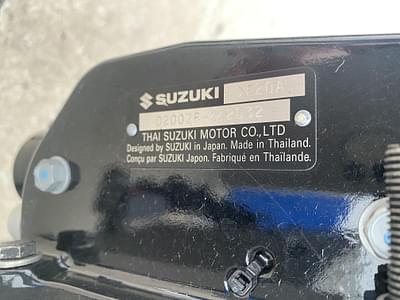 SUZUKI DF20A
THAI SUZUKI MOTOR CO.,LTD
Designed by SUZUKI in Japan. Made in Thailand.
Conçu par SUZUKI Japon. Fabriqué en Thaïlande.